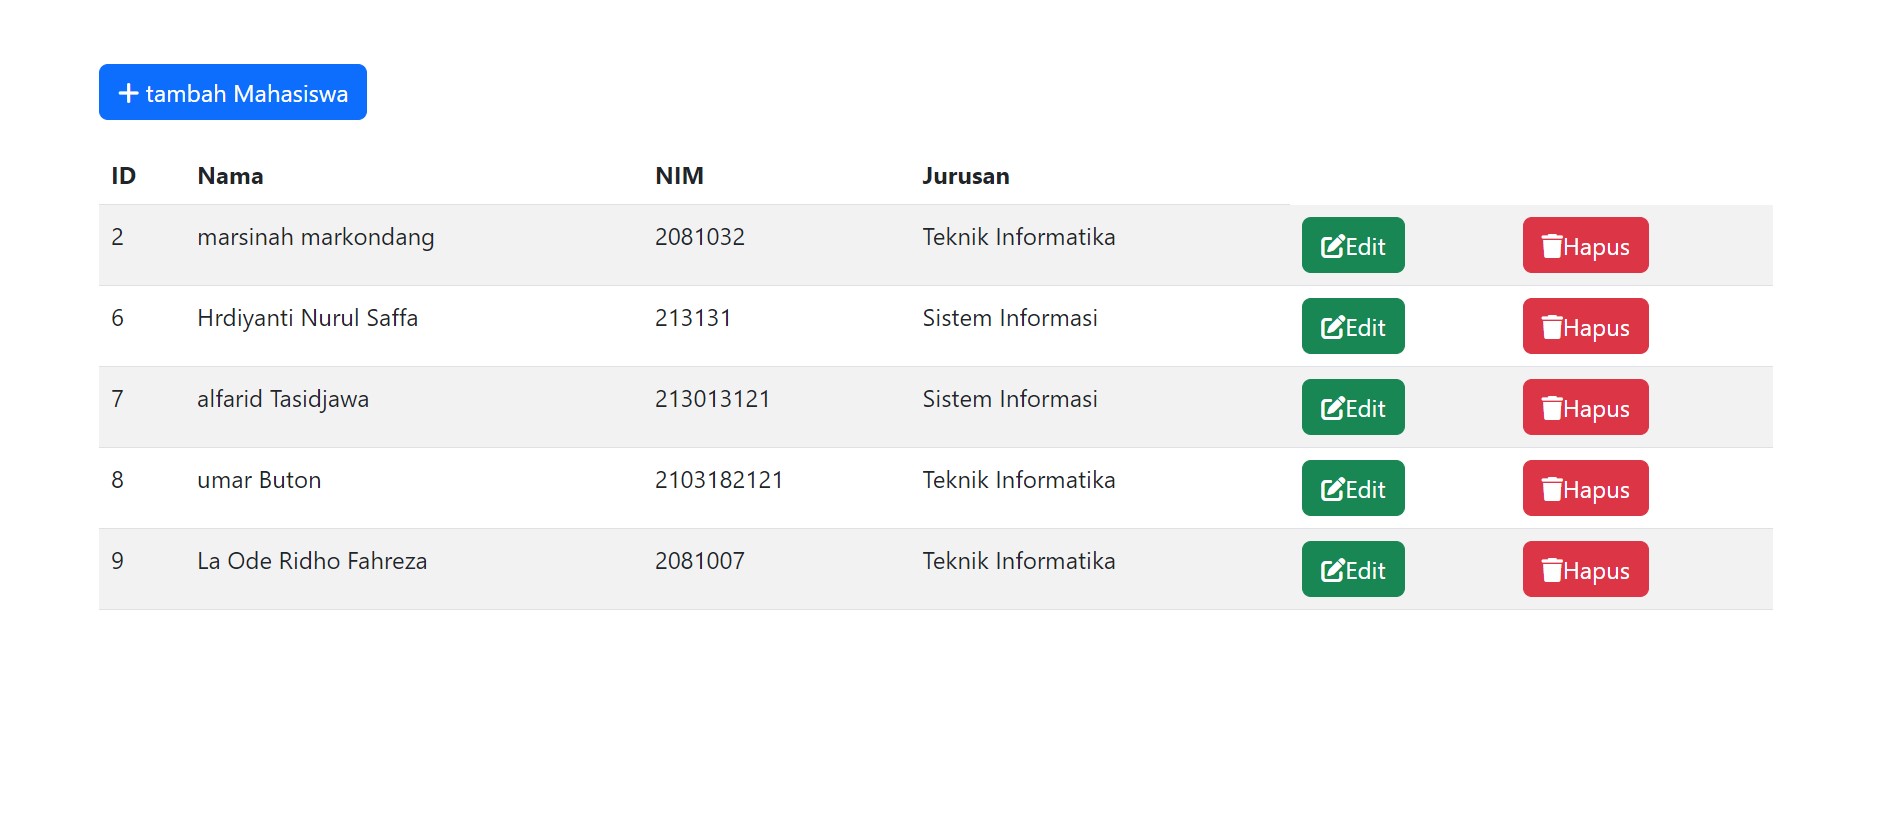 tambah Mahasiswa
ID Nama NIM Jurusan
2 marsinah markondang 2081032 Teknik Informatika Edit Hapus
6 Hrdiyanti Nurul Saffa 213131 Sistem Informasi Edit Hapus
7 alfarid Tasidjawa 213013121 Sistem Informasi Edit Hapus
8 umar Buton 2103182121 Teknik Informatika Edit Hapus
9 La Ode Ridho Fahreza 2081007 Teknik Informatika Edit Hapus